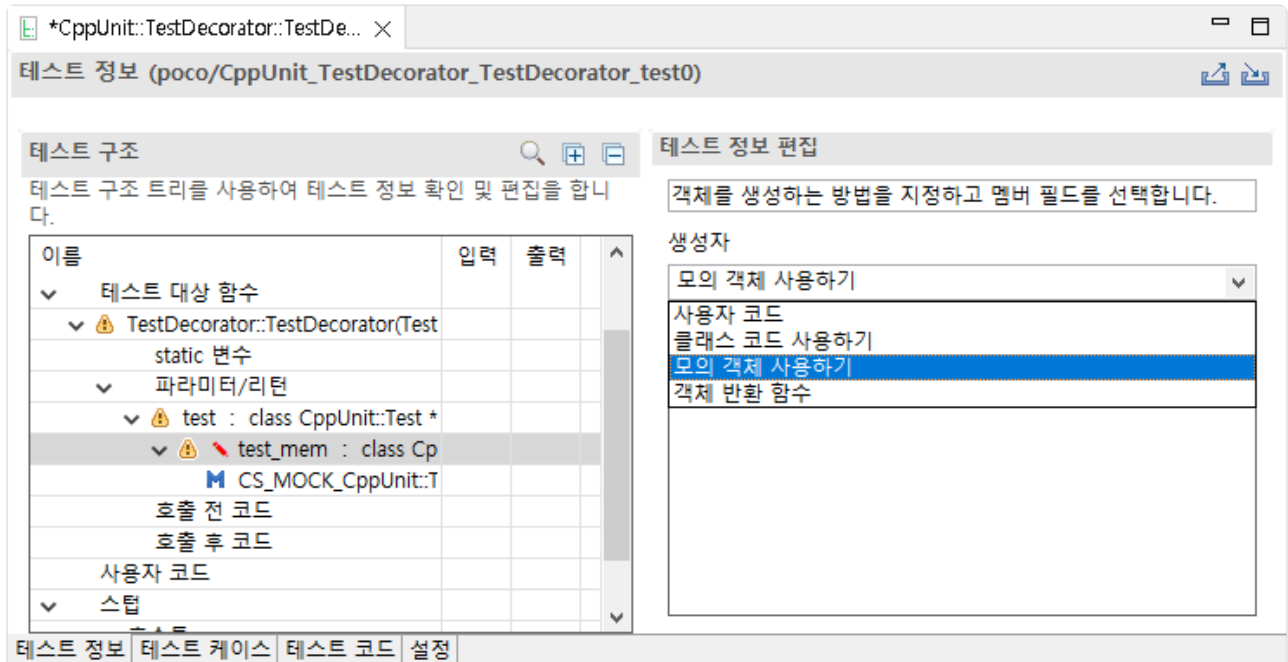 *CppUnit::TestDecorator::TestDe...
테스트 정보 (poco/CppUnit_TestDecorator_TestDecorator_test0)
테스트 구조
테스트 구조 트리를 사용하여 테스트 정보 확인 및 편집을 합니
다.
이름 입력 출력
테스트 대상 함수
TestDecorator::TestDecorator(Test
static 변수
파라미터/리턴
test : class CppUnit::Test *
test_mem : class Cp
CS_MOCK_CppUnit::T
호출 전 코드
호출 후 코드
사용자 코드
스텁
테스트 정보 편집
객체를 생성하는 방법을 지정하고 멤버 필드를 선택합니다.
생성자
모의 객체 사용하기
사용자 코드
클래스 코드 사용하기
모의 객체 사용하기
객체 반환 함수
테스트 정보 테스트 케이스 테스트 코드 설정